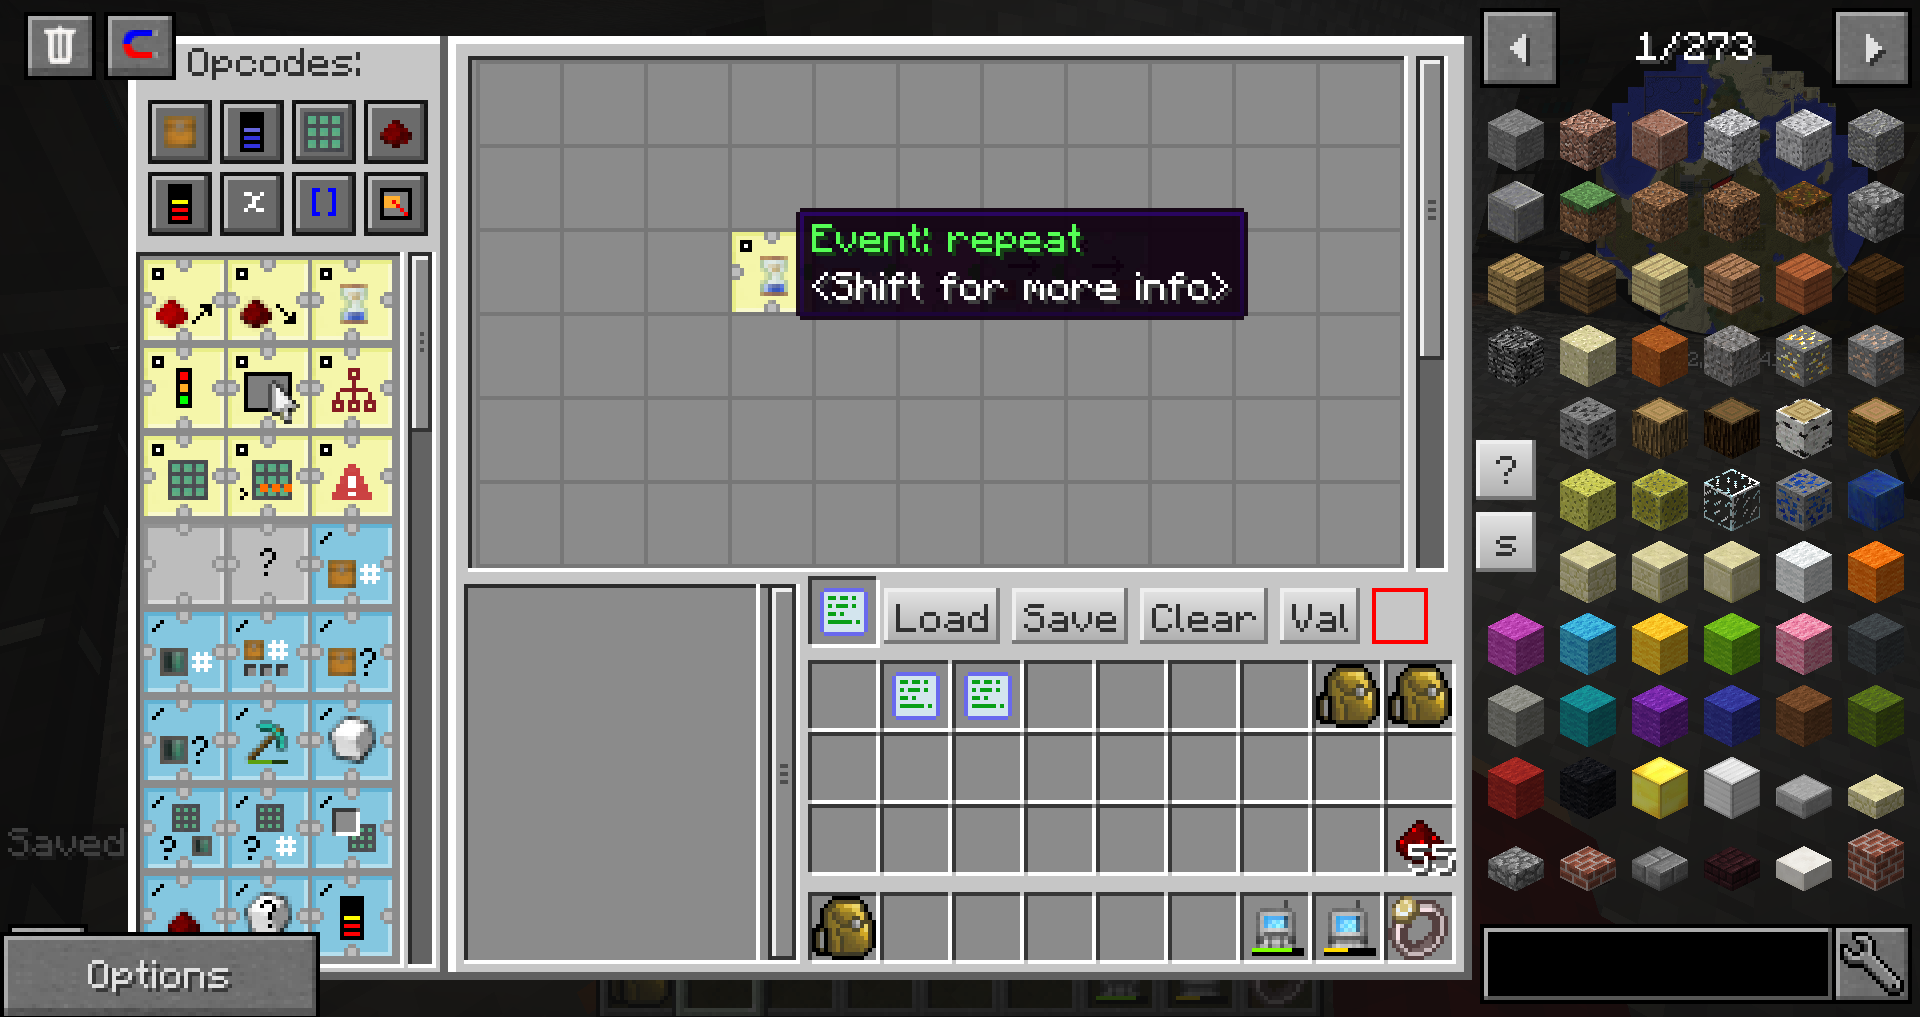 Opcodes:
1/273
Event: repeat
<Shift for more info>
?
s
Load
Save
Clear
Val
55
Saved
Options